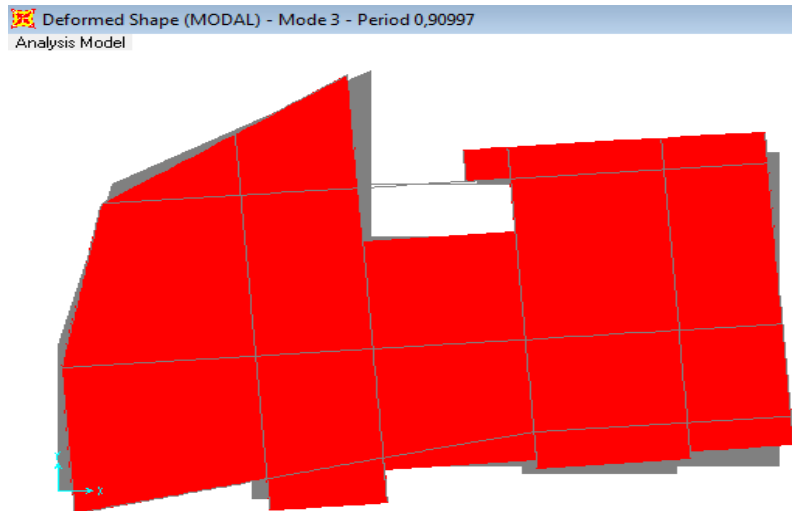 Deformed Shape (MODAL) - Mode 3 - Period 0,90997
Analysis Model
Y
X